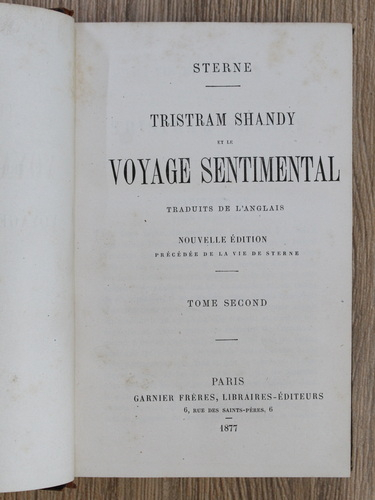 STERNE
TRISTRAM SHANDY
ET LE
VOYAGE SENTIMENTAL
TRADUITS DE L'ANGLAIS
NOUVELLE ÉDITION
PRÉCÉDÉE DE LA VIE DE STERNE
TOME SECOND
PARIS
GARNIER FRÈRES, LIBRAIRES-ÉDITEURS
6, RUE DES SAINTS-PÈRES, 6
1877